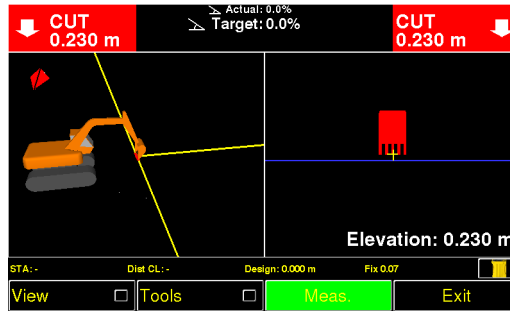 CUT
0.230 m
Actual: 0.0%
Target: 0.0%
CUT
0.230 m
Elevation: 0.230 m
STA: -
Dist CL: -
Design: 0.000 m
Fix 0.07
View
Tools
Meas.
Exit